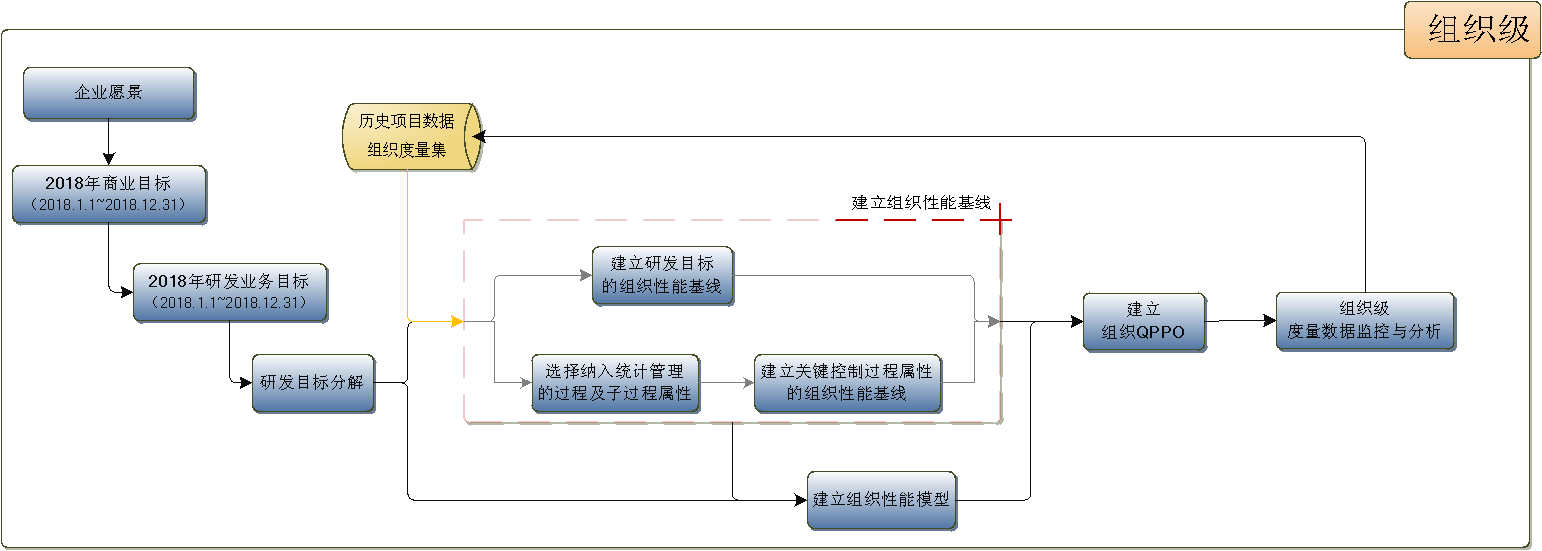 组织级
企业愿景
2018年商业目标
（2018.1.1~2018.12.31）
2018年研发业务目标
（2018.1.1~2018.12.31）
研发目标分解
历史项目数据
组织度量集
建立组织性能基线
建立研发目标
的组织性能基线
选择纳入统计管理
的过程及子过程属性
建立关键控制过程属性
的组织性能基线
建立组织性能模型
建立
组织QPPO
组织级
度量数据监控与分析